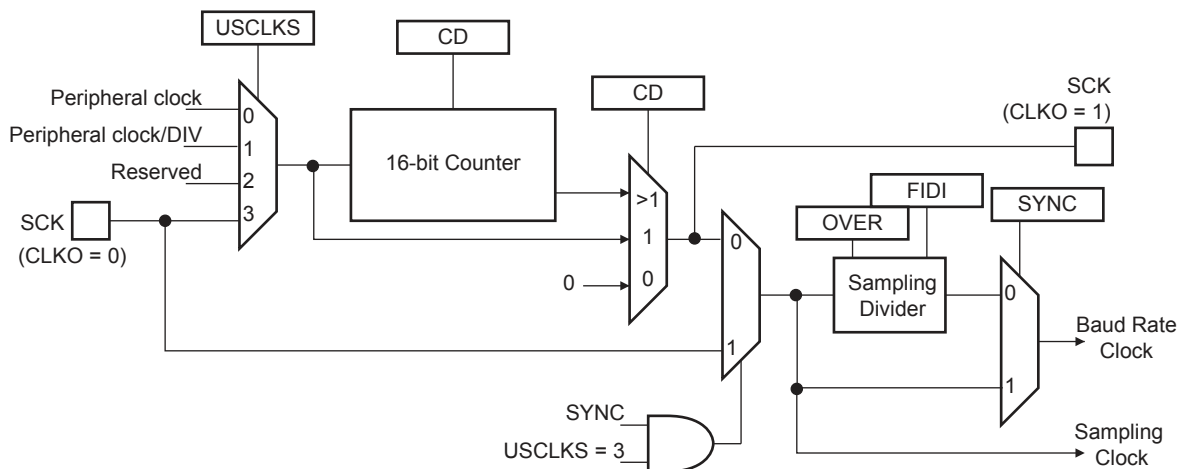 USCLKS
CD
CD
SCK
(CLKO = 1)
Peripheral clock
0
Peripheral clock/DIV
1
16-bit Counter
Reserved
2
FIDI
>1
SCK
3
SYNC
OVER
(CLKO = 0)
1
0
0
0
Sampling
Divider
0
Baud Rate
Clock
1
1
SYNC
USCLKS = 3
Sampling
Clock